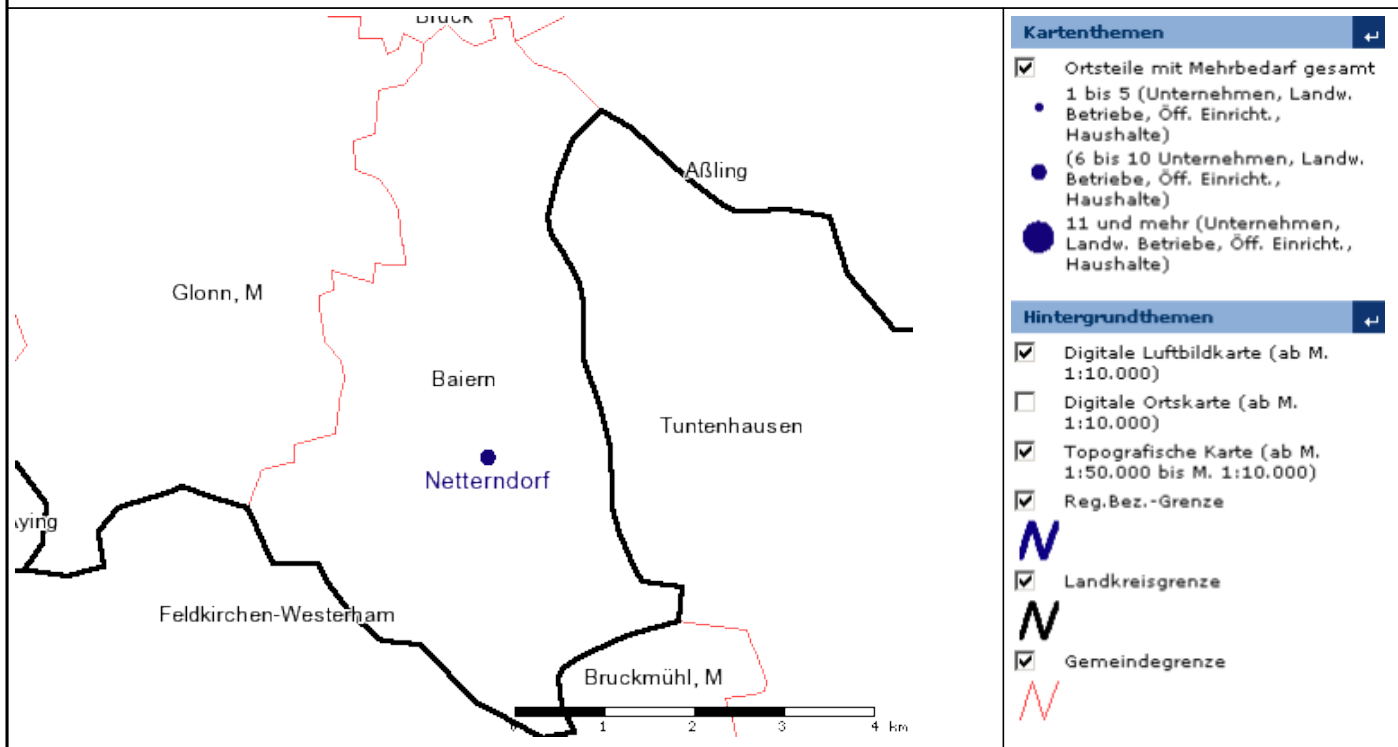 Bruck
Aßling
Glonn, M
Baiern
Tuntenhausen
Netterndorf
Aying
Feldkirchen-Westerham
Bruckmühl, M
0 1 2 3 4 km
Kartenthemen
Ortsteile mit Mehrbedarf gesamt
1 bis 5 (Unternehmen, Landw.
Betriebe, Öff. Einricht.,
Haushalte)
(6 bis 10 Unternehmen, Landw.
Betriebe, Öff. Einricht.,
Haushalte)
11 und mehr (Unternehmen,
Landw. Betriebe, Öff. Einricht.,
Haushalte)
Hintergrundthemen
Digitale Luftbildkarte (ab M.
1:10.000)
Digitale Ortskarte (ab M.
1:10.000)
Topografische Karte (ab M.
1:50.000 bis M. 1:10.000)
Reg.Bez.-Grenze
Landkreisgrenze
Gemeindegrenze